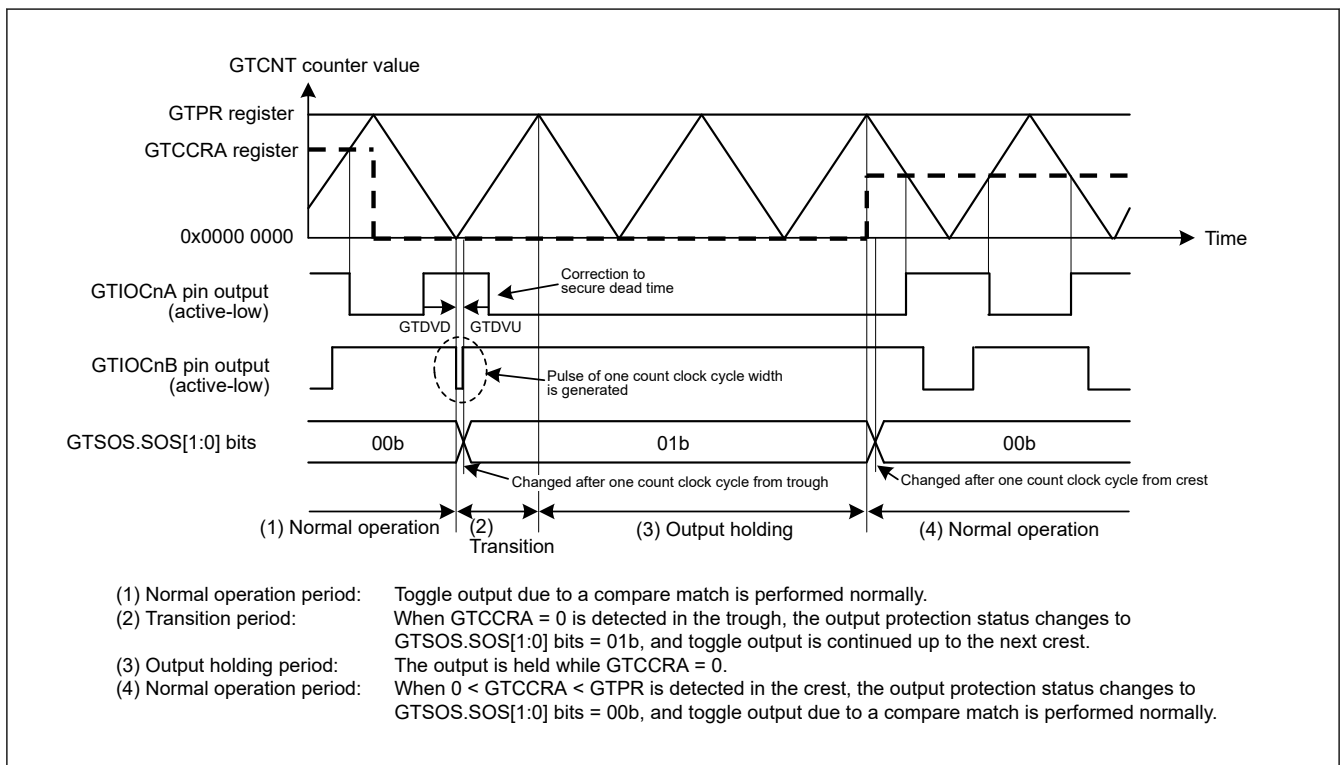 GTCNT counter value
GTPR register
GTCCRA register
0x0000 0000
Time
GTIOCnA pin output
(active-low)
Correction to
secure dead time
GTDVD
GTDVU
GTIOCnB pin output
(active-low)
Pulse of one count clock cycle width
is generated
GTSOS.SOS[1:0] bits
00b
01b
00b
Changed after one count clock cycle from trough
Changed after one count clock cycle from crest
(1) Normal operation
(2)
Transition
(3) Output holding
(4) Normal operation
(1) Normal operation period: Toggle output due to a compare match is performed normally.
(2) Transition period: When GTCCRA = 0 is detected in the trough, the output protection status changes to
GTSOS.SOS[1:0] bits = 01b, and toggle output is continued up to the next crest.
(3) Output holding period: The output is held while GTCCRA = 0.
(4) Normal operation period: When 0 < GTCCRA < GTPR is detected in the crest, the output protection status changes to
GTSOS.SOS[1:0] bits = 00b, and toggle output due to a compare match is performed normally.